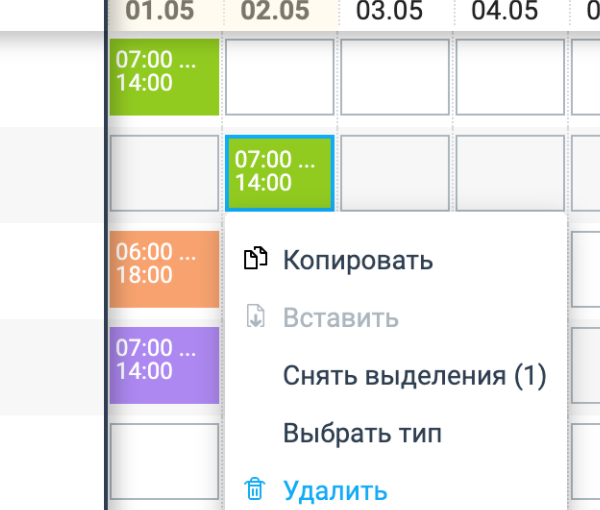 01.05 02.05 03.05 04.05
07:00 ...
14:00
07:00 ...
14:00
06:00 ...
18:00
07:00 ...
14:00
Копировать
Вставить
Снять выделения (1)
Выбрать тип
Удалить